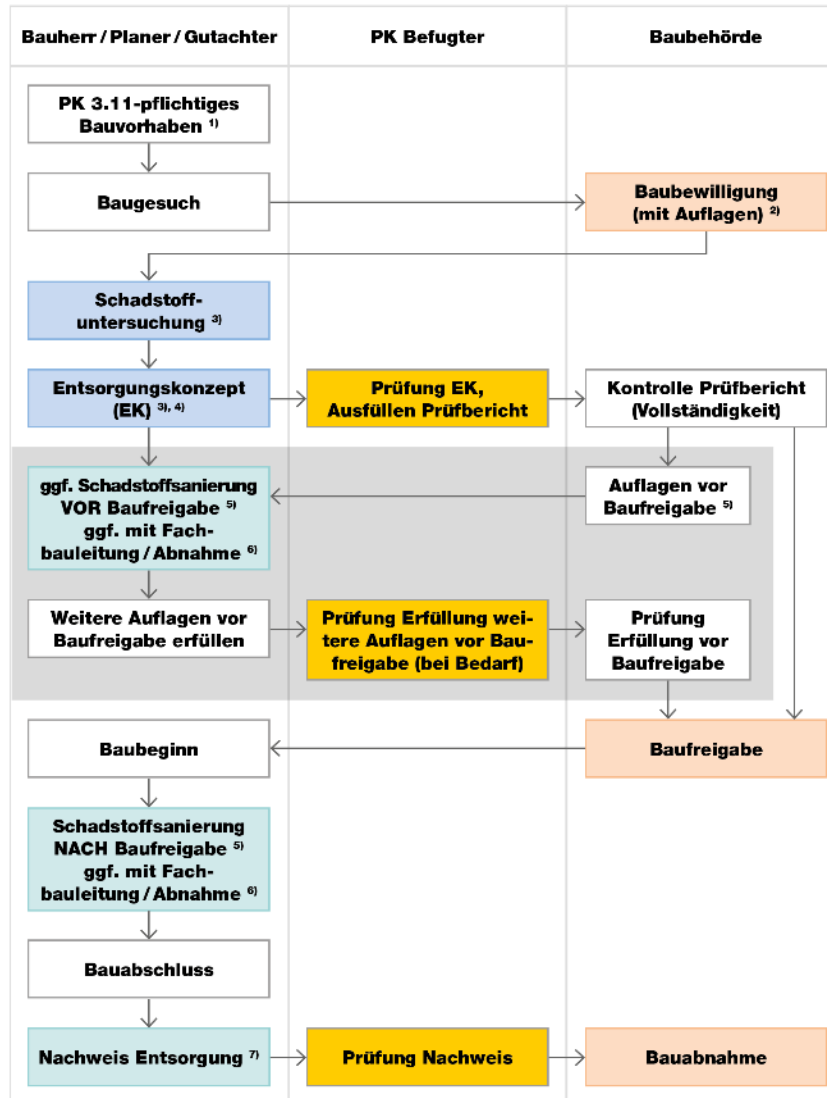 Bauherr / Planer / Gutachter
PK Befugter
Baubehörde
PK 3.11-pflichtiges
Bauvorhaben 1)
Baugesuch
Baubewilligung
(mit Auflagen) 2)
Schadstoff-
untersuchung 3)
Entsorgungskonzept
(EK) 3), 4)
Prüfung EK,
Ausfüllen Prüfbericht
Kontrolle Prüfbericht
(Vollständigkeit)
ggf. Schadstoffsanierung
VOR Baufreigabe 5)
ggf. mit Fach-
bauleitung / Abnahme 6)
Auflagen vor
Baufreigabe 5)
Weitere Auflagen vor
Baufreigabe erfüllen
Prüfung Erfüllung wei-
tere Auflagen vor Bau-
freigabe (bei Bedarf)
Prüfung
Erfüllung vor
Baufreigabe
Baubeginn
Baufreigabe
Schadstoffsanierung
NACH Baufreigabe 5)
ggf. mit Fach-
bauleitung / Abnahme 6)
Bauabschluss
Nachweis Entsorgung 7)
Prüfung Nachweis
Bauabnahme